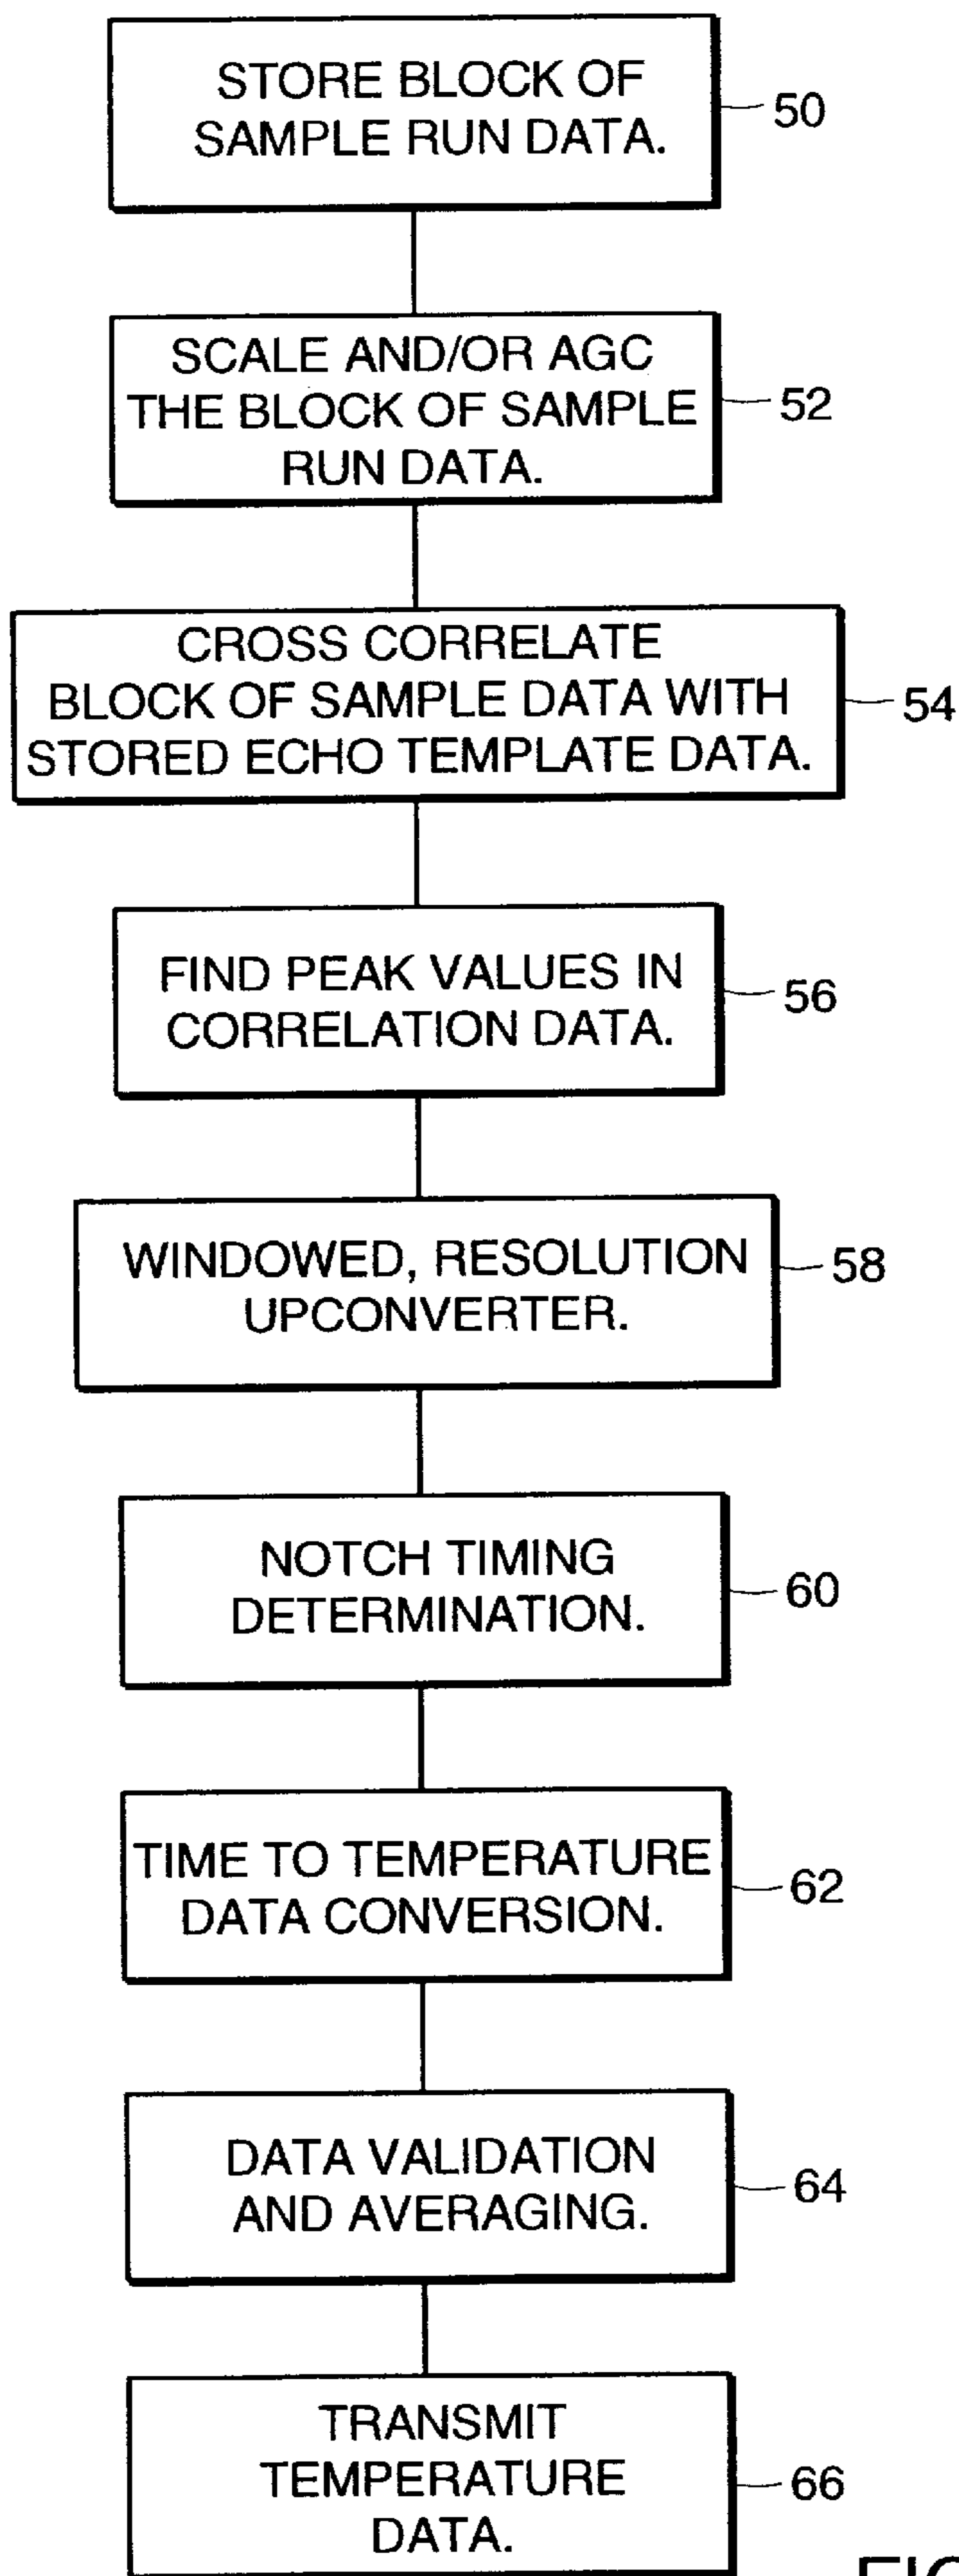 STORE BLOCK OF
SAMPLE RUN DATA.
50
SCALE AND/OR AGC
THE BLOCK OF SAMPLE
RUN DATA.
52
CROSS CORRELATE
BLOCK OF SAMPLE DATA WITH
STORED ECHO TEMPLATE DATA.
54
FIND PEAK VALUES IN
CORRELATION DATA.
56
WINDOWED, RESOLUTION
UPCONVERTER.
58
NOTCH TIMING
DETERMINATION.
60
TIME TO TEMPERATURE
DATA CONVERSION.
62
DATA VALIDATION
AND AVERAGING.
64
TRANSMIT
TEMPERATURE
DATA.
66